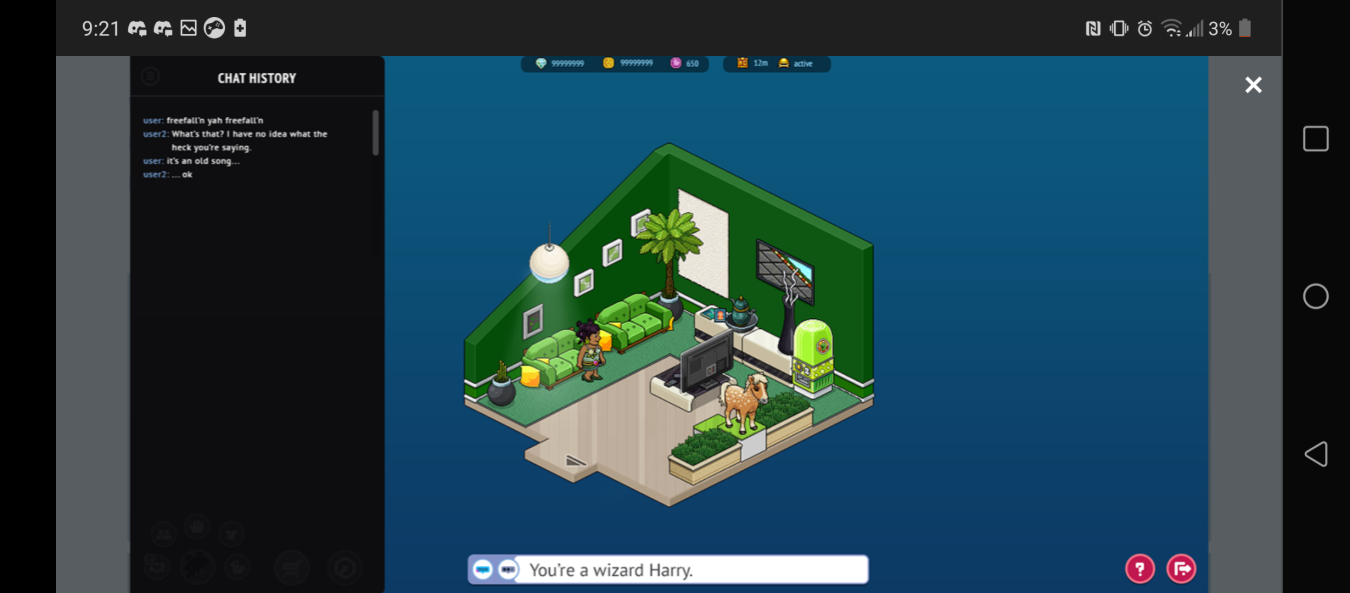 9:21
3%
99999999 99999999 650 12m active
CHAT HISTORY
user: freefall'n yah freefall'n
user2: What's that? I have no idea what the
heck you're saying.
user: it's an old song...
user2: ... ok
You're a wizard Harry.
?